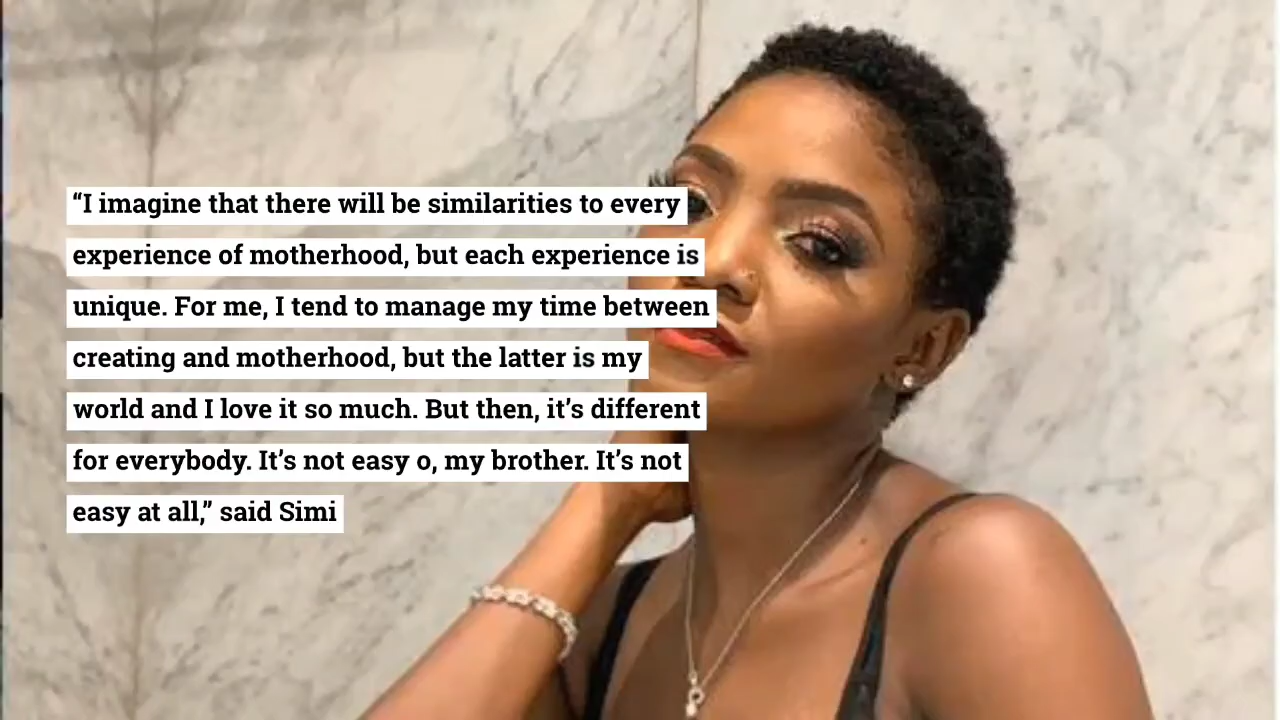 “I imagine that there will be similarities to every
experience of motherhood, but each experience is
unique. For me, I tend to manage my time between
creating and motherhood, but the latter is my
world and I love it so much. But then, it’s different
for everybody. It’s not easy o, my brother. It’s not
easy at all,” said Simi